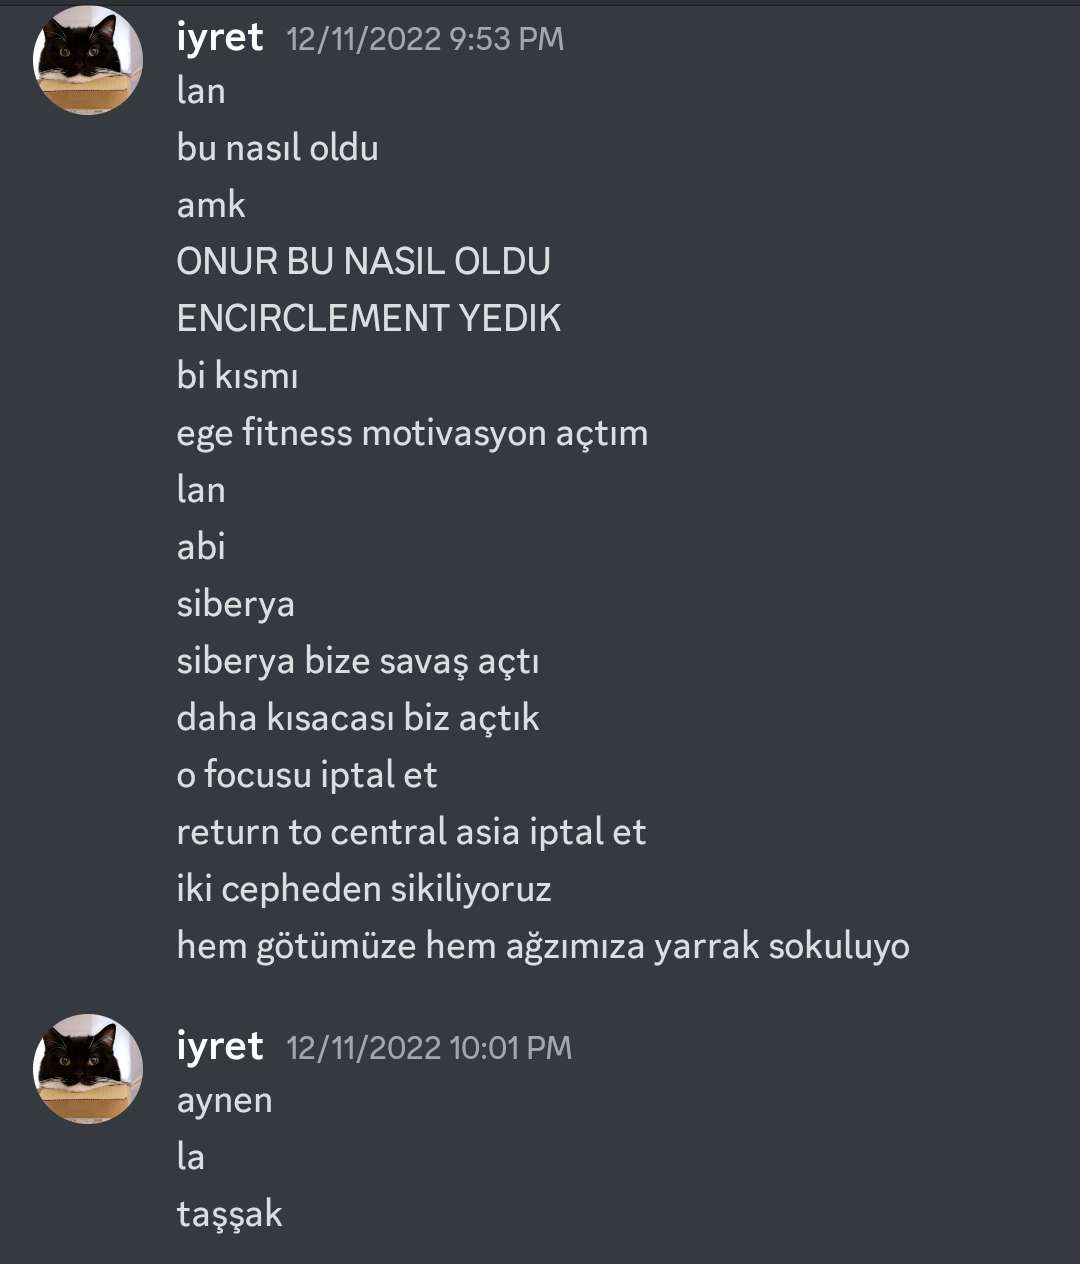 iyret 12/11/2022 9:53 PM
lan
bu nasıl oldu
amk
ONUR BU NASIL OLDU
ENCIRCLEMENT YEDIK
bi kısmı
ege fitness motivasyon açtım
lan
abi
siberya
siberya bize savaş açtı
daha kısacası biz açtık
o focusu iptal et
return to central asia iptal et
iki cepheden sikiliyoruz
hem götümüze hem ağzımıza yarrak sokuluyo
iyret 12/11/2022 10:01 PM
aynen
la
taşşak